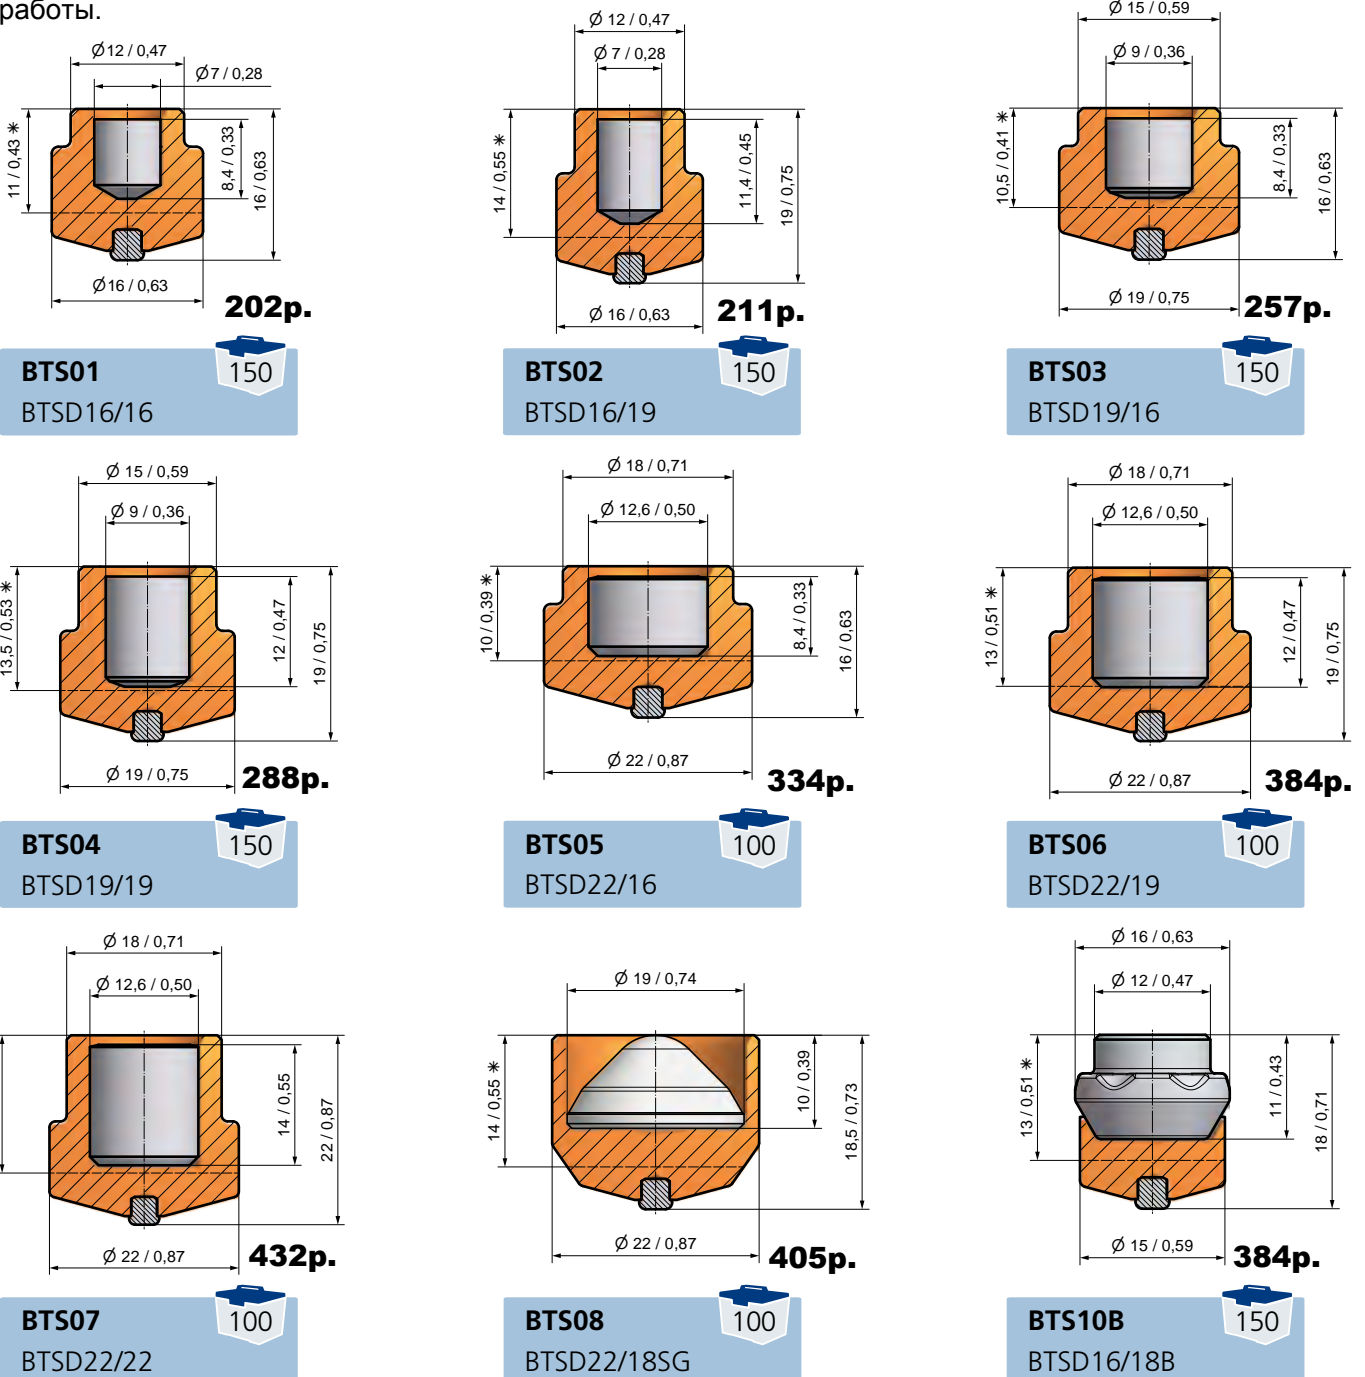 работы.
Ø12 / 0,47
Ø7 / 0,28
11 / 0,43 *
8,4 / 0,33
16 / 0,63
Ø16 / 0,63
202р.
BTS01
150
BTSD16/16
Ø 12 / 0,47
Ø 7 / 0,28
14 / 0,55 *
11,4 / 0,45
19 / 0,75
Ø 16 / 0,63
211р.
BTS02
150
BTSD16/19
Ø 15 / 0,59
Ø 9 / 0,36
10,5 / 0,41 *
8,4 / 0,33
16 / 0,63
Ø 19 / 0,75
257р.
BTS03
150
BTSD19/16
Ø 15 / 0,59
Ø 9 / 0,36
13,5 / 0,53 *
12 / 0,47
19 / 0,75
Ø 19 / 0,75
288р.
BTS04
150
BTSD19/19
Ø 18 / 0,71
Ø 12,6 / 0,50
10 / 0,39 *
8,4 / 0,33
16 / 0,63
Ø 22 / 0,87
334р.
BTS05
100
BTSD22/16
Ø 18 / 0,71
Ø 12,6 / 0,50
13 / 0,51 *
12 / 0,47
19 / 0,75
Ø 22 / 0,87
384р.
BTS06
100
BTSD22/19
Ø 18 / 0,71
Ø 12,6 / 0,50
14 / 0,55
22 / 0,87
Ø 22 / 0,87
432р.
BTS07
100
BTSD22/22
Ø 19 / 0,74
14 / 0,55 *
10 / 0,39
18,5 / 0,73
Ø 22 / 0,87
405р.
BTS08
100
BTSD22/18SG
Ø 16 / 0,63
Ø 12 / 0,47
13 / 0,51 *
11 / 0,43
18 / 0,71
Ø 15 / 0,59
384р.
BTS10B
150
BTSD16/18B